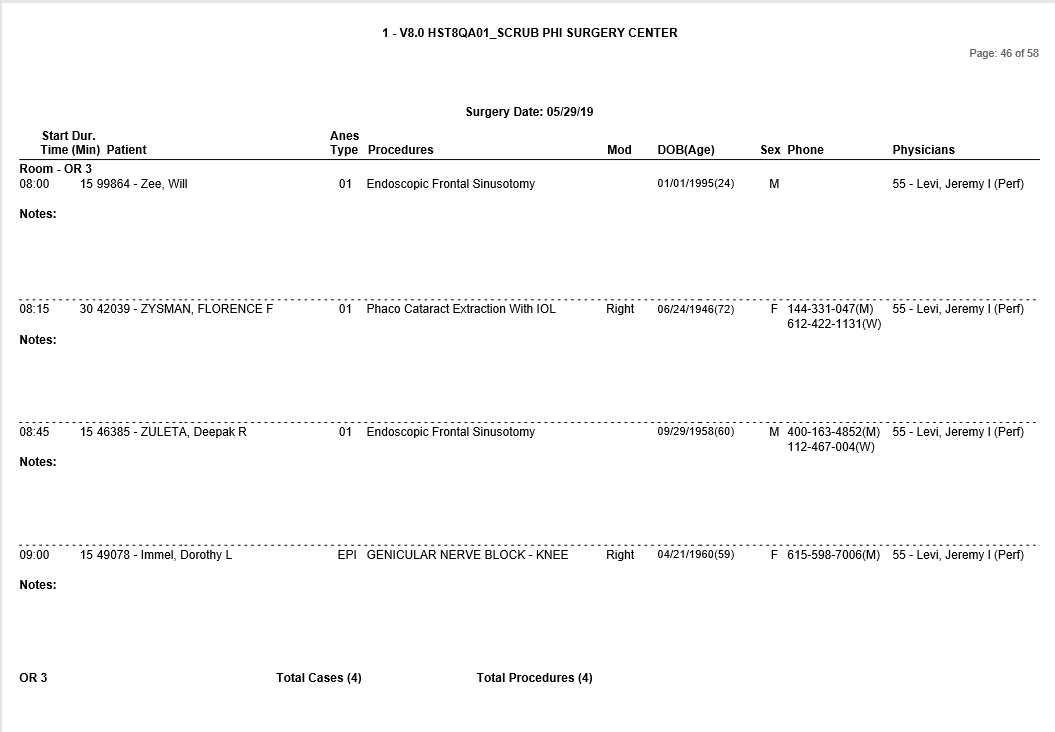 1 - V8.0 HST8QA01_SCRUB PHI SURGERY CENTER
Page: 46 of 58
Surgery Date: 05/29/19
Start Dur. Anes
Time (Min) Patient Type Procedures Mod DOB(Age) Sex Phone Physicians
Room - OR 3
08:00 15 99864 - Zee, Will 01 Endoscopic Frontal Sinusotomy 01/01/1995(24) M 55 - Levi, Jeremy I (Perf)
Notes:
08:15 30 42039 - ZYSMAN, FLORENCE F 01 Phaco Cataract Extraction With IOL Right 06/24/1946(72) F 144-331-047(M) 55 - Levi, Jeremy I (Perf)
612-422-1131(W)
Notes:
08:45 15 46385 - ZULETA, Deepak R 01 Endoscopic Frontal Sinusotomy 09/29/1958(60) M 400-163-4852(M) 55 - Levi, Jeremy I (Perf)
112-467-004(W)
Notes:
09:00 15 49078 - Immel, Dorothy L EPI GENICULAR NERVE BLOCK - KNEE Right 04/21/1960(59) F 615-598-7006(M) 55 - Levi, Jeremy I (Perf)
Notes:
OR 3 Total Cases (4) Total Procedures (4)